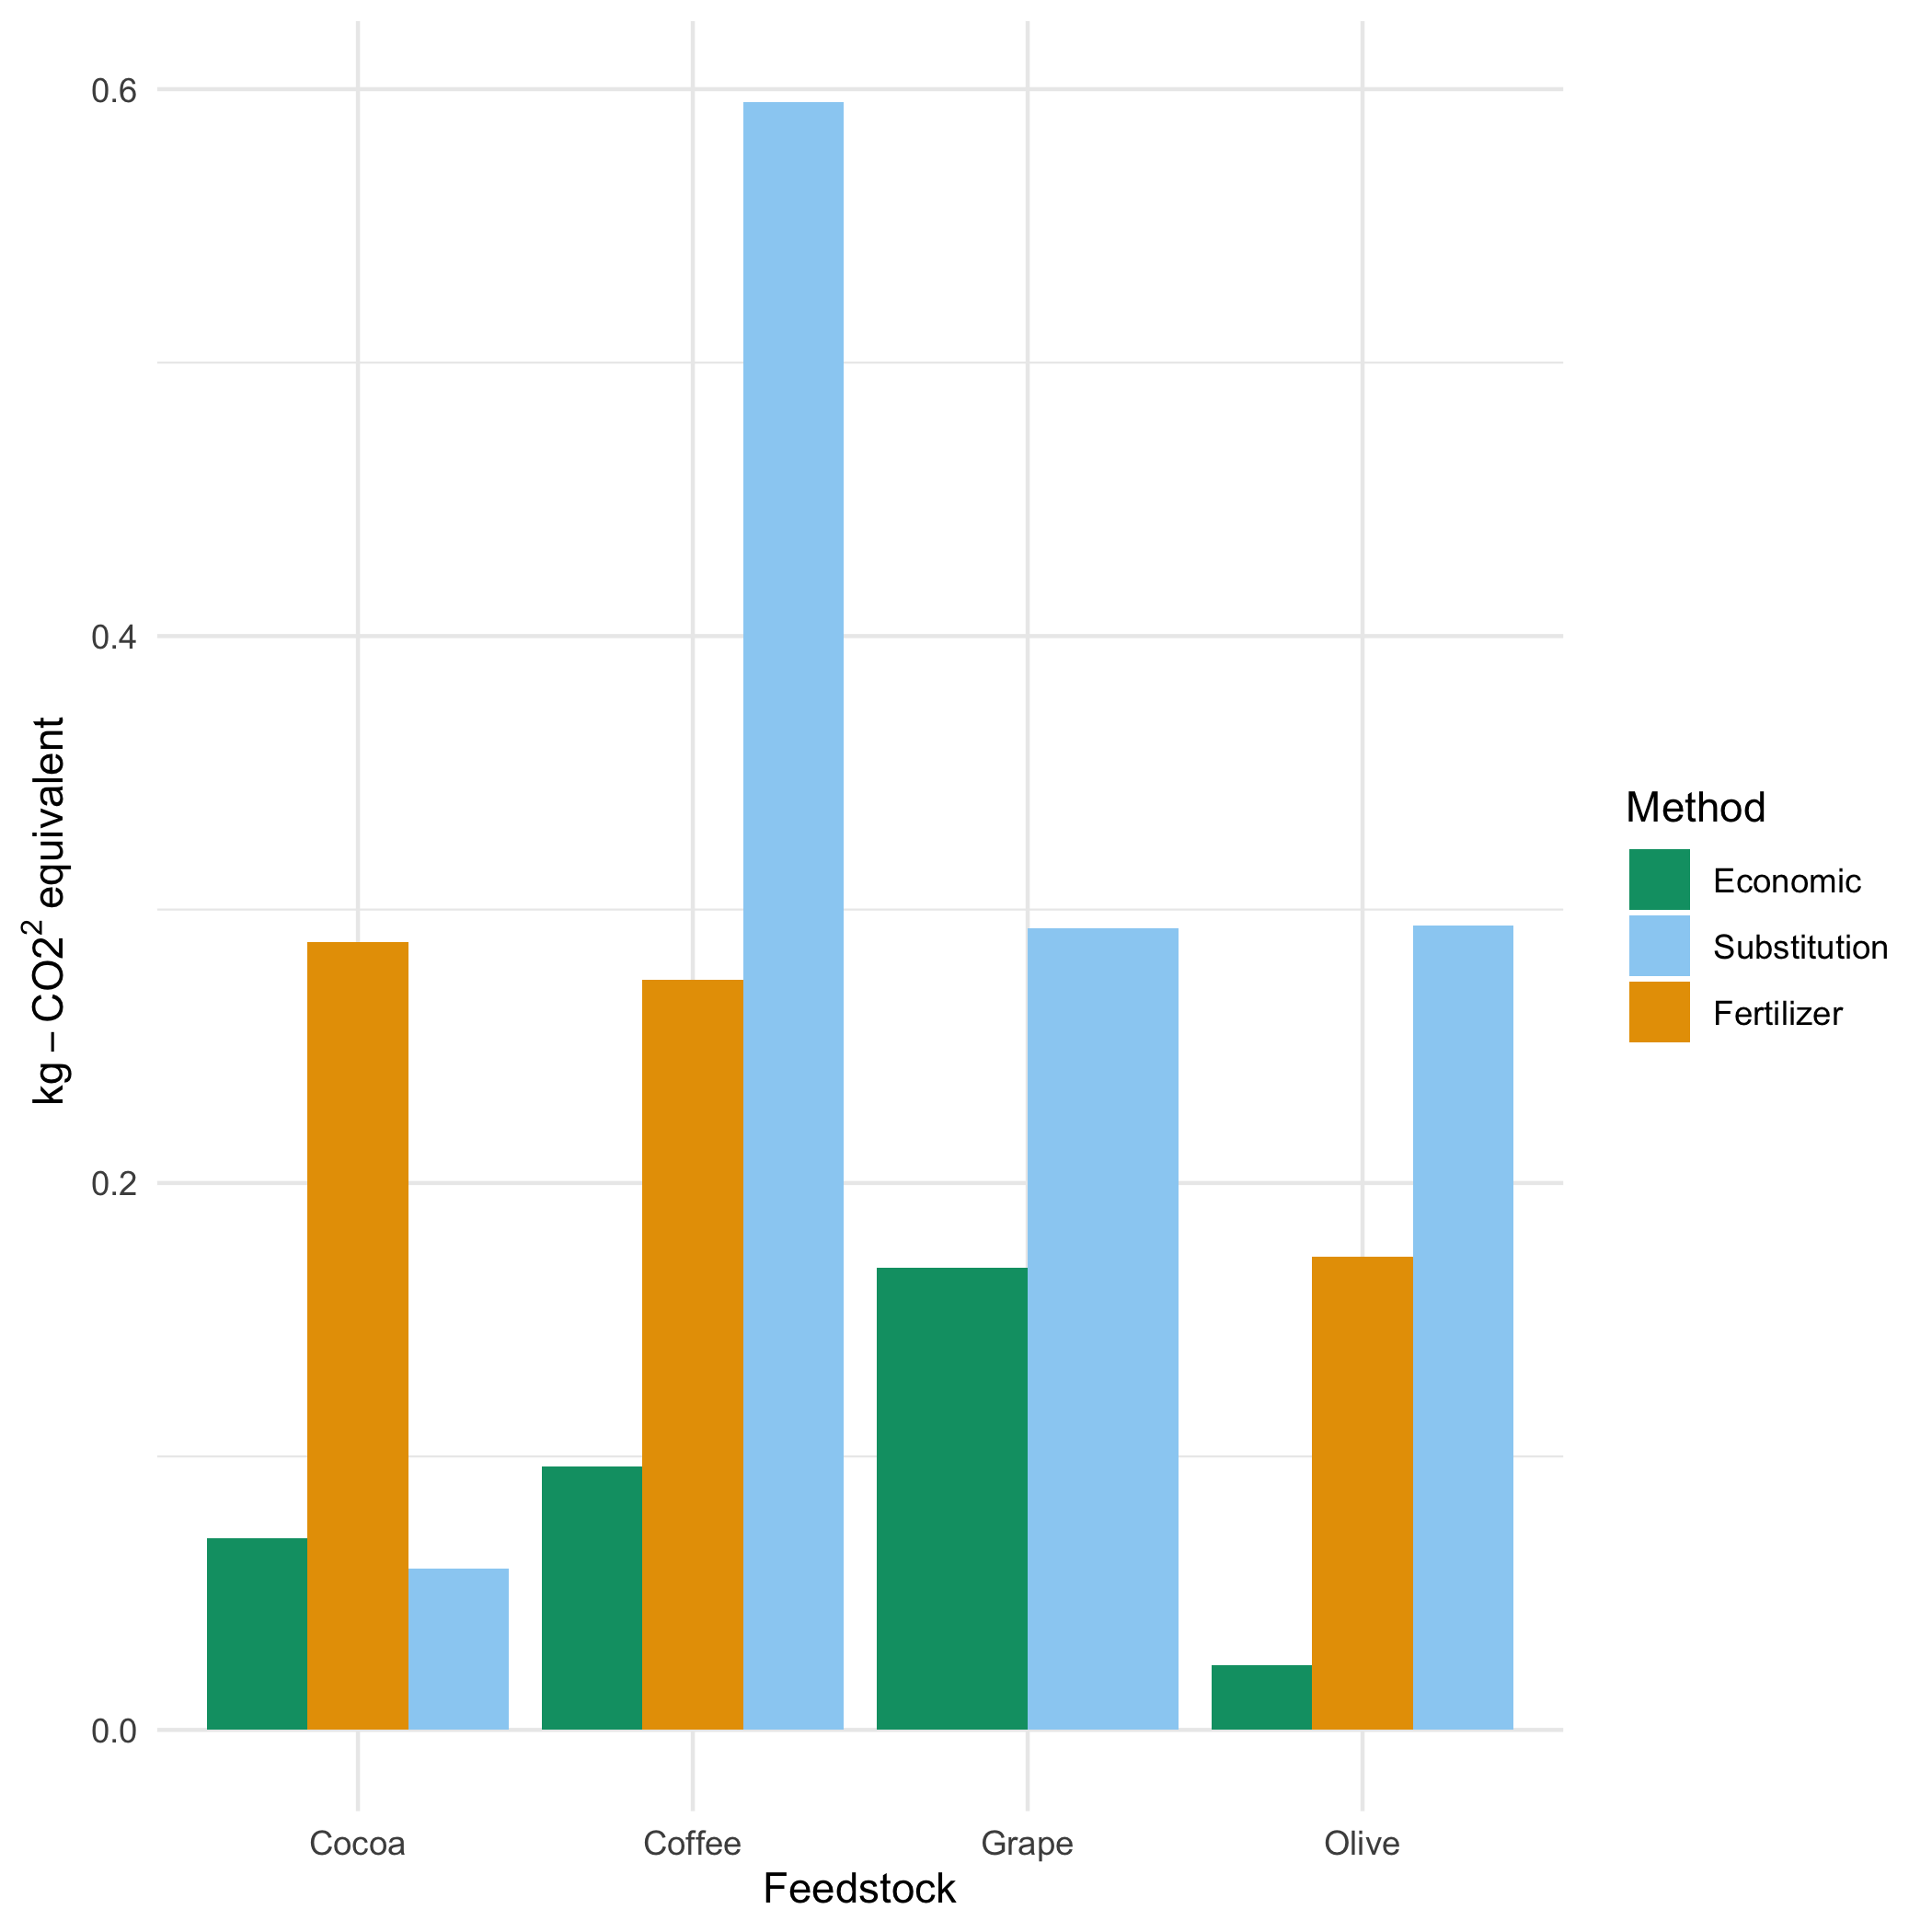 0.6
0.4
0.2
0.0
kg – CO2² equivalent
Cocoa Coffee Grape Olive
Feedstock
Method
Economic
Substitution
Fertilizer